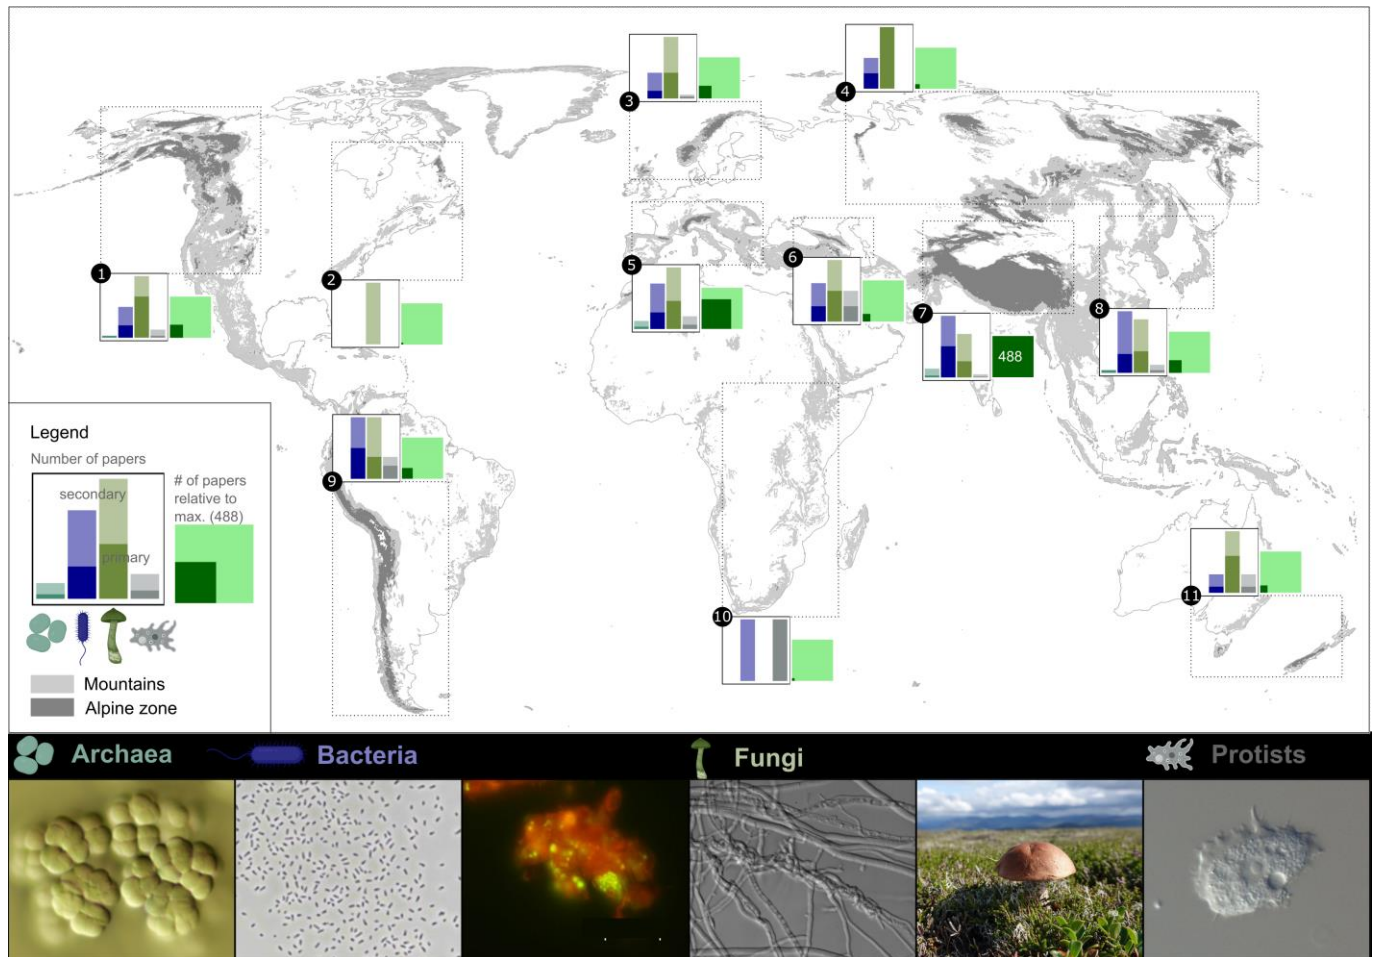 3
4
1
2
5
6
7
488
8
9
10
11
Legend
Number of papers
secondary
primary
# of papers
relative to
max. (488)
Mountains
Alpine zone
Archaea
Bacteria
Fungi
Protists